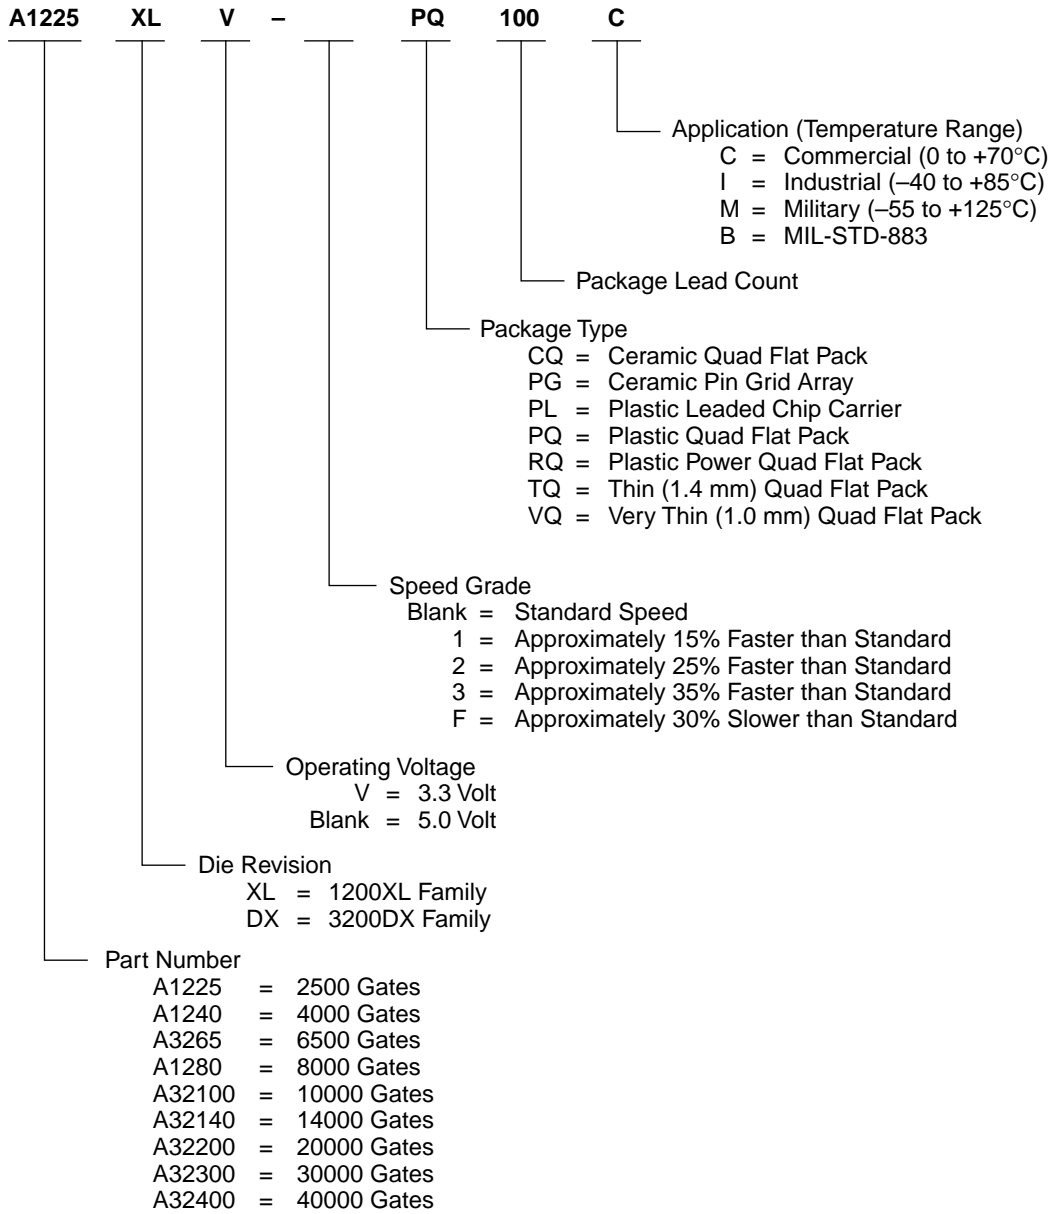 A1225 XL V – PQ 100 C
Application (Temperature Range)
C = Commercial (0 to +70°C)
I = Industrial (–40 to +85°C)
M = Military (–55 to +125°C)
B = MIL-STD-883
Package Lead Count
Package Type
CQ = Ceramic Quad Flat Pack
PG = Ceramic Pin Grid Array
PL = Plastic Leaded Chip Carrier
PQ = Plastic Quad Flat Pack
RQ = Plastic Power Quad Flat Pack
TQ = Thin (1.4 mm) Quad Flat Pack
VQ = Very Thin (1.0 mm) Quad Flat Pack
Speed Grade
Blank = Standard Speed
1 = Approximately 15% Faster than Standard
2 = Approximately 25% Faster than Standard
3 = Approximately 35% Faster than Standard
F = Approximately 30% Slower than Standard
Operating Voltage
V = 3.3 Volt
Blank = 5.0 Volt
Die Revision
XL = 1200XL Family
DX = 3200DX Family
Part Number
A1225 = 2500 Gates
A1240 = 4000 Gates
A3265 = 6500 Gates
A1280 = 8000 Gates
A32100 = 10000 Gates
A32140 = 14000 Gates
A32200 = 20000 Gates
A32300 = 30000 Gates
A32400 = 40000 Gates